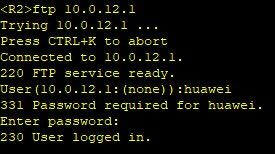 <R2>ftp 10.0.12.1
Trying 10.0.12.1 ...
Press CTRL+K to abort
Connected to 10.0.12.1.
220 FTP service ready.
User(10.0.12.1:(none)):huawei
331 Password required for huawei.
Enter password:
230 User logged in.